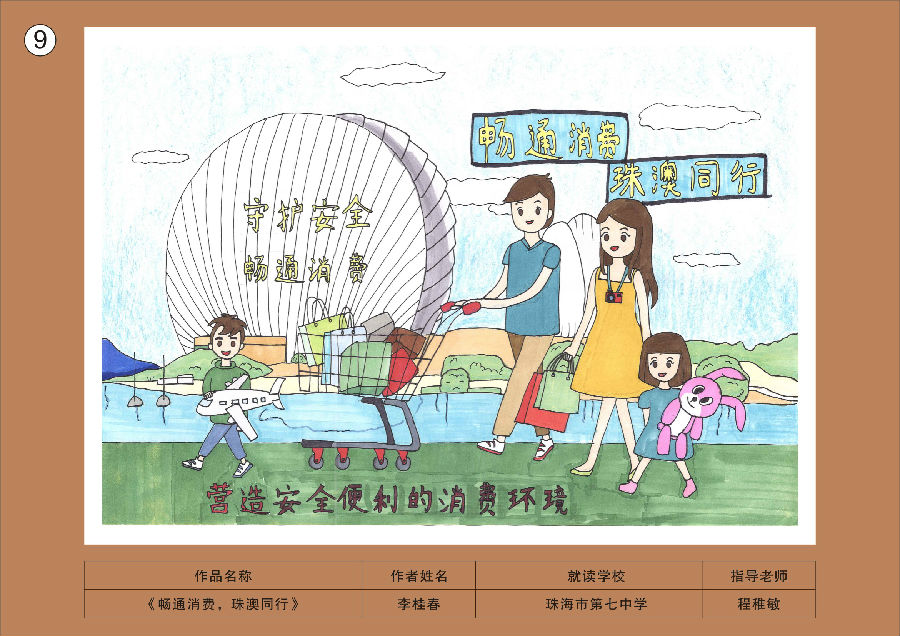 9
畅通消费
珠澳同行
守护安全
畅通消费
营造安全便利的消费环境
作品名称 作者姓名 就读学校 指导老师
《畅通消费，珠澳同行》 李桂春 珠海市第七中学 程稚敏